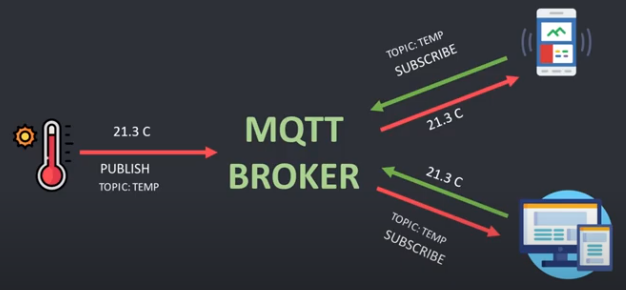 21.3 C
PUBLISH
TOPIC: TEMP
MQTT
BROKER
TOPIC: TEMP
SUBSCRIBE
21.3 C
21.3 C
TOPIC: TEMP
SUBSCRIBE